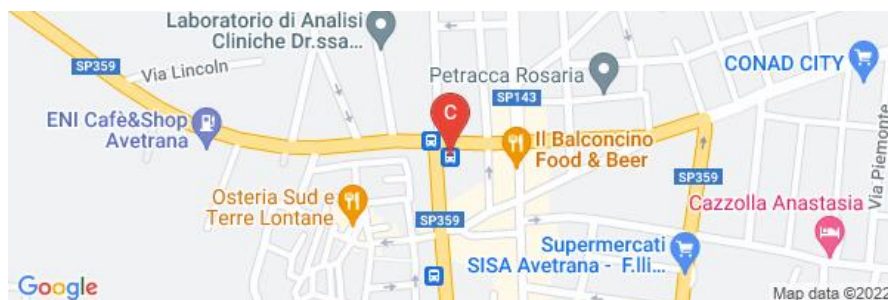 Laboratorio di Analisi
Cliniche Dr.ssa...
SP359
Via Lincoln
Petracca Rosaria
CONAD CITY
SP143
C
ENI Cafè&Shop
Avetrana
Il Balconcino
Food & Beer
Via Piemonte
Osteria Sud e
Terre Lontane
SP359
SP359
Cazzolla Anastasia
Supermercati
SISA Avetrana - F.lli...
Google
Map data ©2022